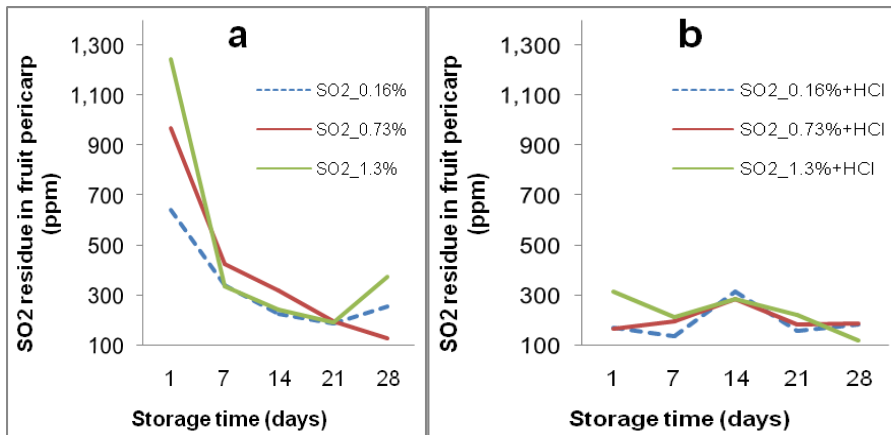 a
SO2 residue in fruit pericarp
(ppm)
1,300
1,100
900
700
500
300
100
SO2_0.16%
SO2_0.73%
SO2_1.3%
1 7 14 21 28
Storage time (days)
b
SO2 residue in fruit pericarp
(ppm)
1,300
1,100
900
700
500
300
100
SO2_0.16%+HCl
SO2_0.73%+HCl
SO2_1.3%+HCl
1 7 14 21 28
Storage time (days)